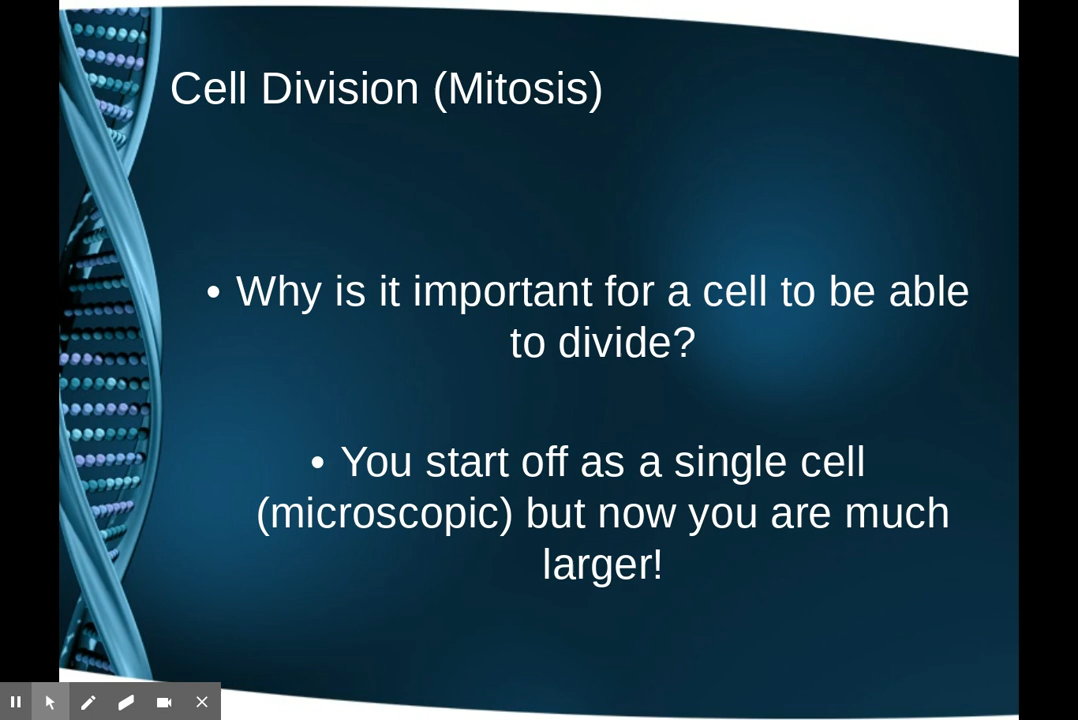 Cell Division (Mitosis)
• Why is it important for a cell to be able
to divide?
• You start off as a single cell
(microscopic) but now you are much
larger!